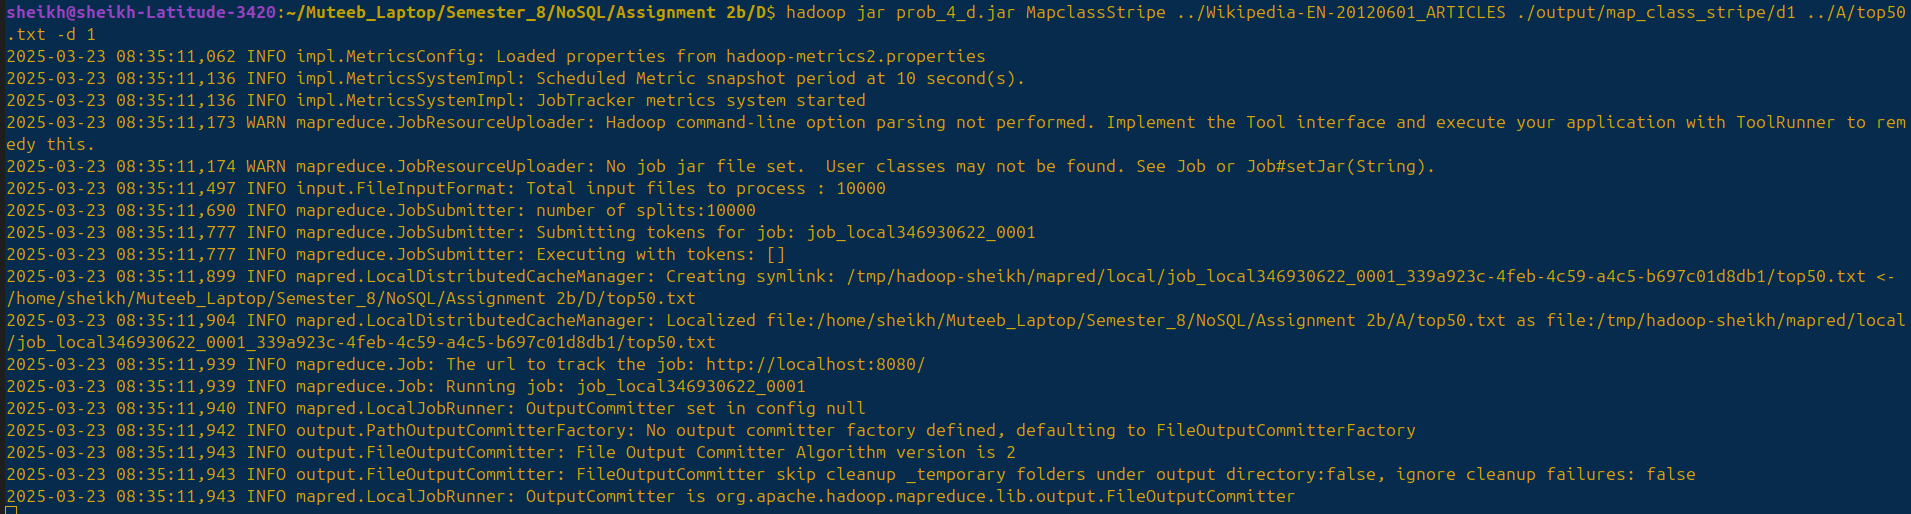 sheikh@sheikh-Latitude-3420:~/Muteeb_Laptop/Semester_8/NoSQL/Assignment 2b/D$ hadoop jar prob_4_d.jar MapclassStripe ../Wikipedia-EN-20120601_ARTICLES ./output/map_class_stripe/d1 ../A/top50
.txt -d 1
2025-03-23 08:35:11,062 INFO impl.MetricsConfig: Loaded properties from hadoop-metrics2.properties
2025-03-23 08:35:11,136 INFO impl.MetricsSystemImpl: Scheduled Metric snapshot period at 10 second(s).
2025-03-23 08:35:11,136 INFO impl.MetricsSystemImpl: JobTracker metrics system started
2025-03-23 08:35:11,173 WARN mapreduce.JobResourceUploader: Hadoop command-line option parsing not performed. Implement the Tool interface and execute your application with ToolRunner to rem
edy this.
2025-03-23 08:35:11,174 WARN mapreduce.JobResourceUploader: No job jar file set.  User classes may not be found. See Job or Job#setJar(String).
2025-03-23 08:35:11,497 INFO input.FileInputFormat: Total input files to process : 10000
2025-03-23 08:35:11,690 INFO mapreduce.JobSubmitter: number of splits:10000
2025-03-23 08:35:11,777 INFO mapreduce.JobSubmitter: Submitting tokens for job: job_local346930622_0001
2025-03-23 08:35:11,777 INFO mapreduce.JobSubmitter: Executing with tokens: []
2025-03-23 08:35:11,899 INFO mapred.LocalDistributedCacheManager: Creating symlink: /tmp/hadoop-sheikh/mapred/local/job_local346930622_0001_339a923c-4feb-4c59-a4c5-b697c01d8db1/top50.txt <-
/home/sheikh/Muteeb_Laptop/Semester_8/NoSQL/Assignment 2b/D/top50.txt
2025-03-23 08:35:11,904 INFO mapred.LocalDistributedCacheManager: Localized file:/home/sheikh/Muteeb_Laptop/Semester_8/NoSQL/Assignment 2b/A/top50.txt as file:/tmp/hadoop-sheikh/mapred/local
/job_local346930622_0001_339a923c-4feb-4c59-a4c5-b697c01d8db1/top50.txt
2025-03-23 08:35:11,939 INFO mapreduce.Job: The url to track the job: http://localhost:8080/
2025-03-23 08:35:11,939 INFO mapreduce.Job: Running job: job_local346930622_0001
2025-03-23 08:35:11,940 INFO mapred.LocalJobRunner: OutputCommitter set in config null
2025-03-23 08:35:11,942 INFO output.PathOutputCommitterFactory: No output committer factory defined, defaulting to FileOutputCommitterFactory
2025-03-23 08:35:11,943 INFO output.FileOutputCommitter: File Output Committer Algorithm version is 2
2025-03-23 08:35:11,943 INFO output.FileOutputCommitter: FileOutputCommitter skip cleanup _temporary folders under output directory:false, ignore cleanup failures: false
2025-03-23 08:35:11,943 INFO mapred.LocalJobRunner: OutputCommitter is org.apache.hadoop.mapreduce.lib.output.FileOutputCommitter